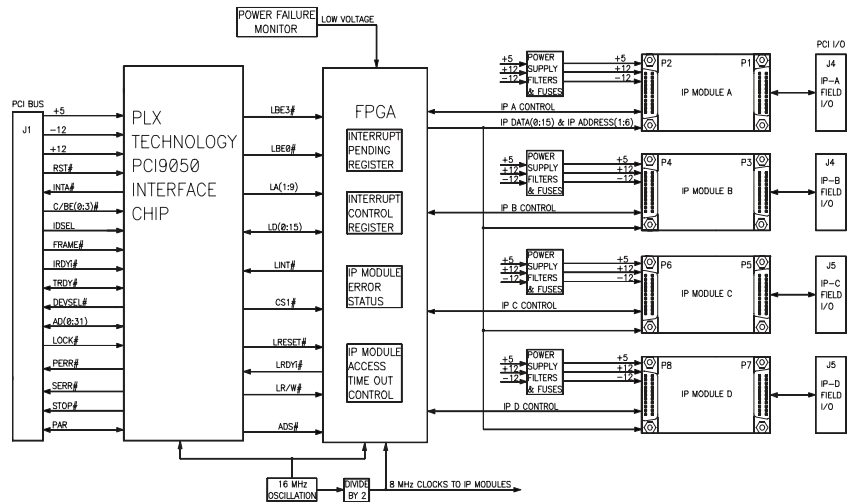 POWER FAILURE
MONITOR
LOW VOLTAGE
PCI BUS
J1
+5
-12
+12
RST#
INTA#
C/BE(0:3)#
IDSEL
FRAME#
IRDYi#
TRDY#
DEVSEL#
AD(0:31)
LOCK#
PERR#
SERR#
STOP#
PAR
PLX
TECHNOLOGY
PCI9050
INTERFACE
CHIP
LBE3#
LBE0#
LA(1:9)
LD(0:15)
LINT#
CS1#
LRESET#
LRDYi#
LR/W#
ADS#
FPGA
INTERRUPT
PENDING
REGISTER
INTERRUPT
CONTROL
REGISTER
IP MODULE
ERROR
STATUS
IP MODULE
ACCESS
TIME OUT
CONTROL
16 MHz
OSCILLATION
DIVIDE
BY 2
8 MHz CLOCKS TO IP MODULES
+5
+12
-12
POWER
SUPPLY
FILTERS
& FUSES
+5
+12
-12
IP A CONTROL
IP DATA(0:15) & IP ADDRESS(1:6)
P2
P1
IP MODULE A
PCI I/O
J4
IP-A
FIELD
I/O
+5
+12
-12
POWER
SUPPLY
FILTERS
& FUSES
+5
+12
-12
IP B CONTROL
P4
P3
IP MODULE B
J4
IP-B
FIELD
I/O
+5
+12
-12
POWER
SUPPLY
FILTERS
& FUSES
+5
+12
-12
IP C CONTROL
P6
P5
IP MODULE C
J5
IP-C
FIELD
I/O
+5
+12
-12
POWER
SUPPLY
FILTERS
& FUSES
+5
+12
-12
IP D CONTROL
P8
P7
IP MODULE D
J5
IP-D
FIELD
I/O